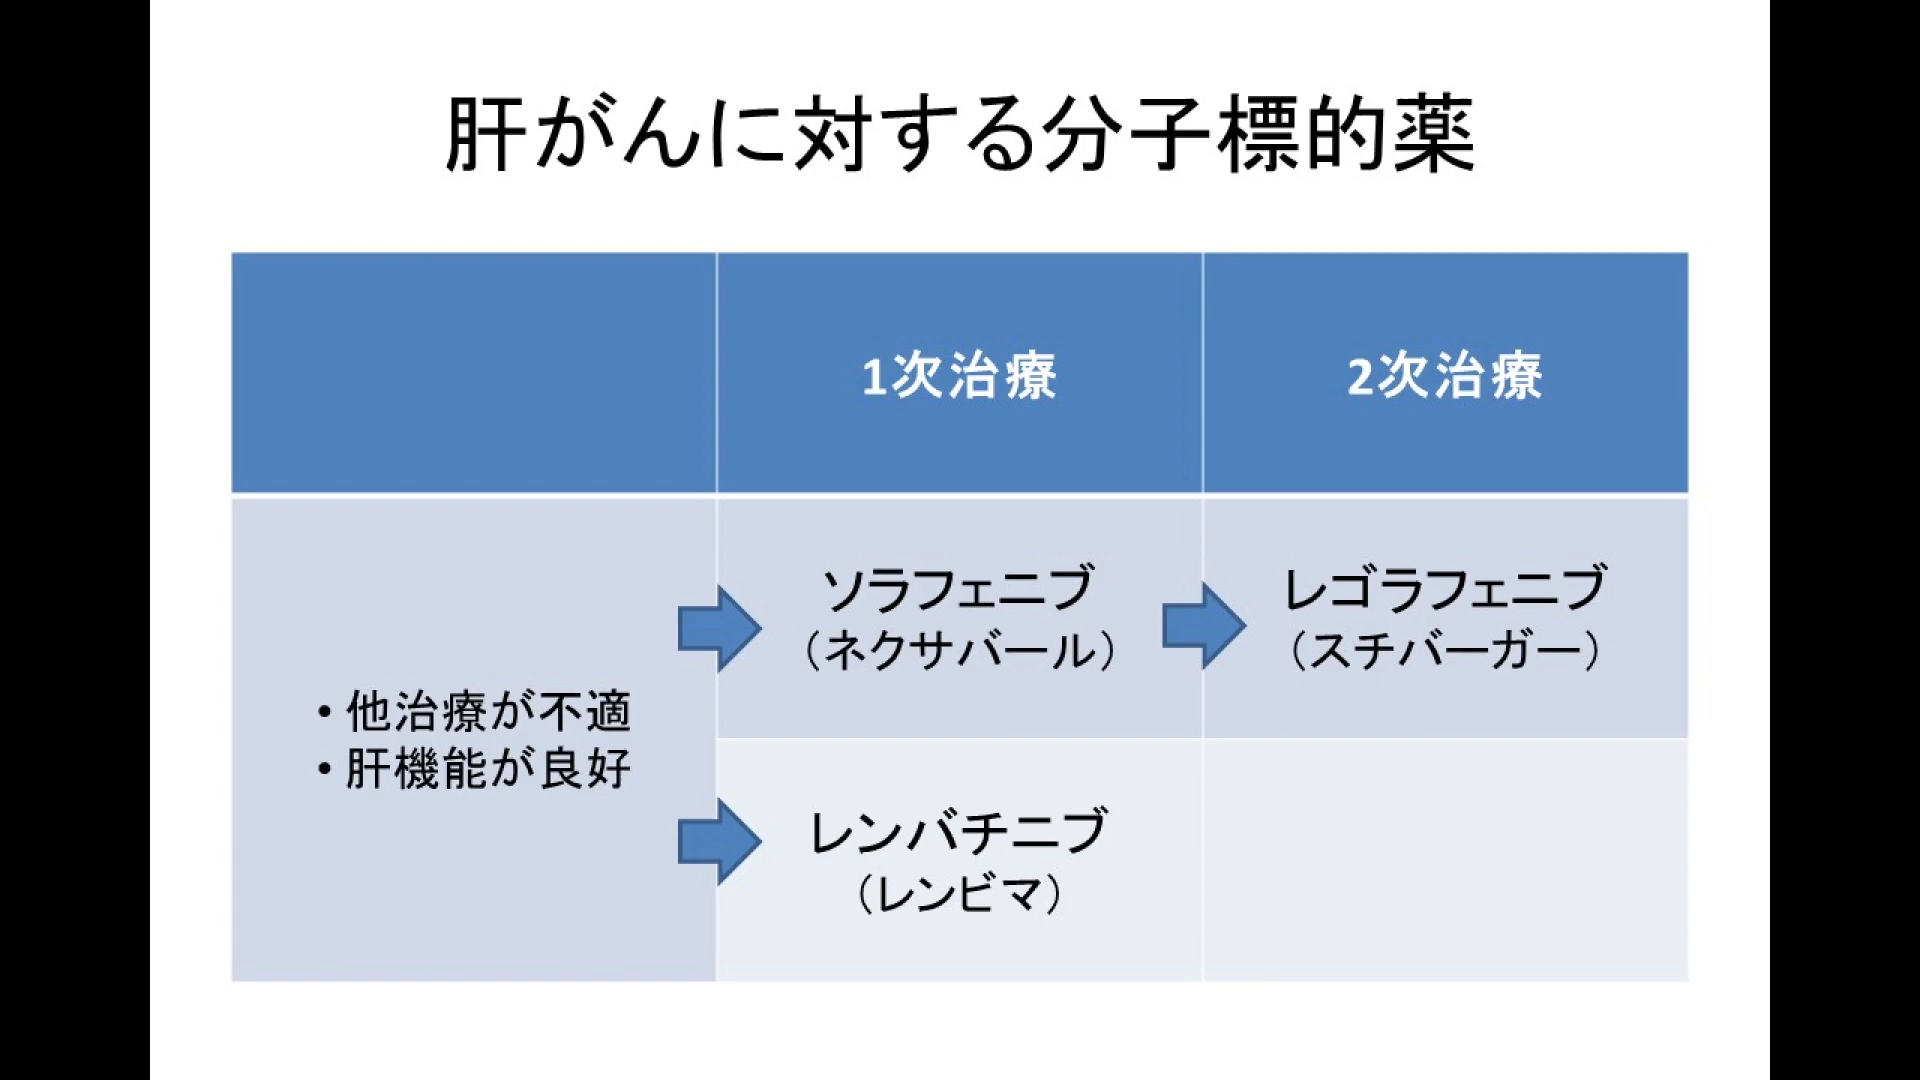 肝がんに対する分子標的薬
1次治療
2次治療
• 他治療が不適
• 肝機能が良好
ソラフェニブ
（ネクサバール）
レゴラフェニブ
（スチバーガー）
レンバチニブ
（レンビマ）